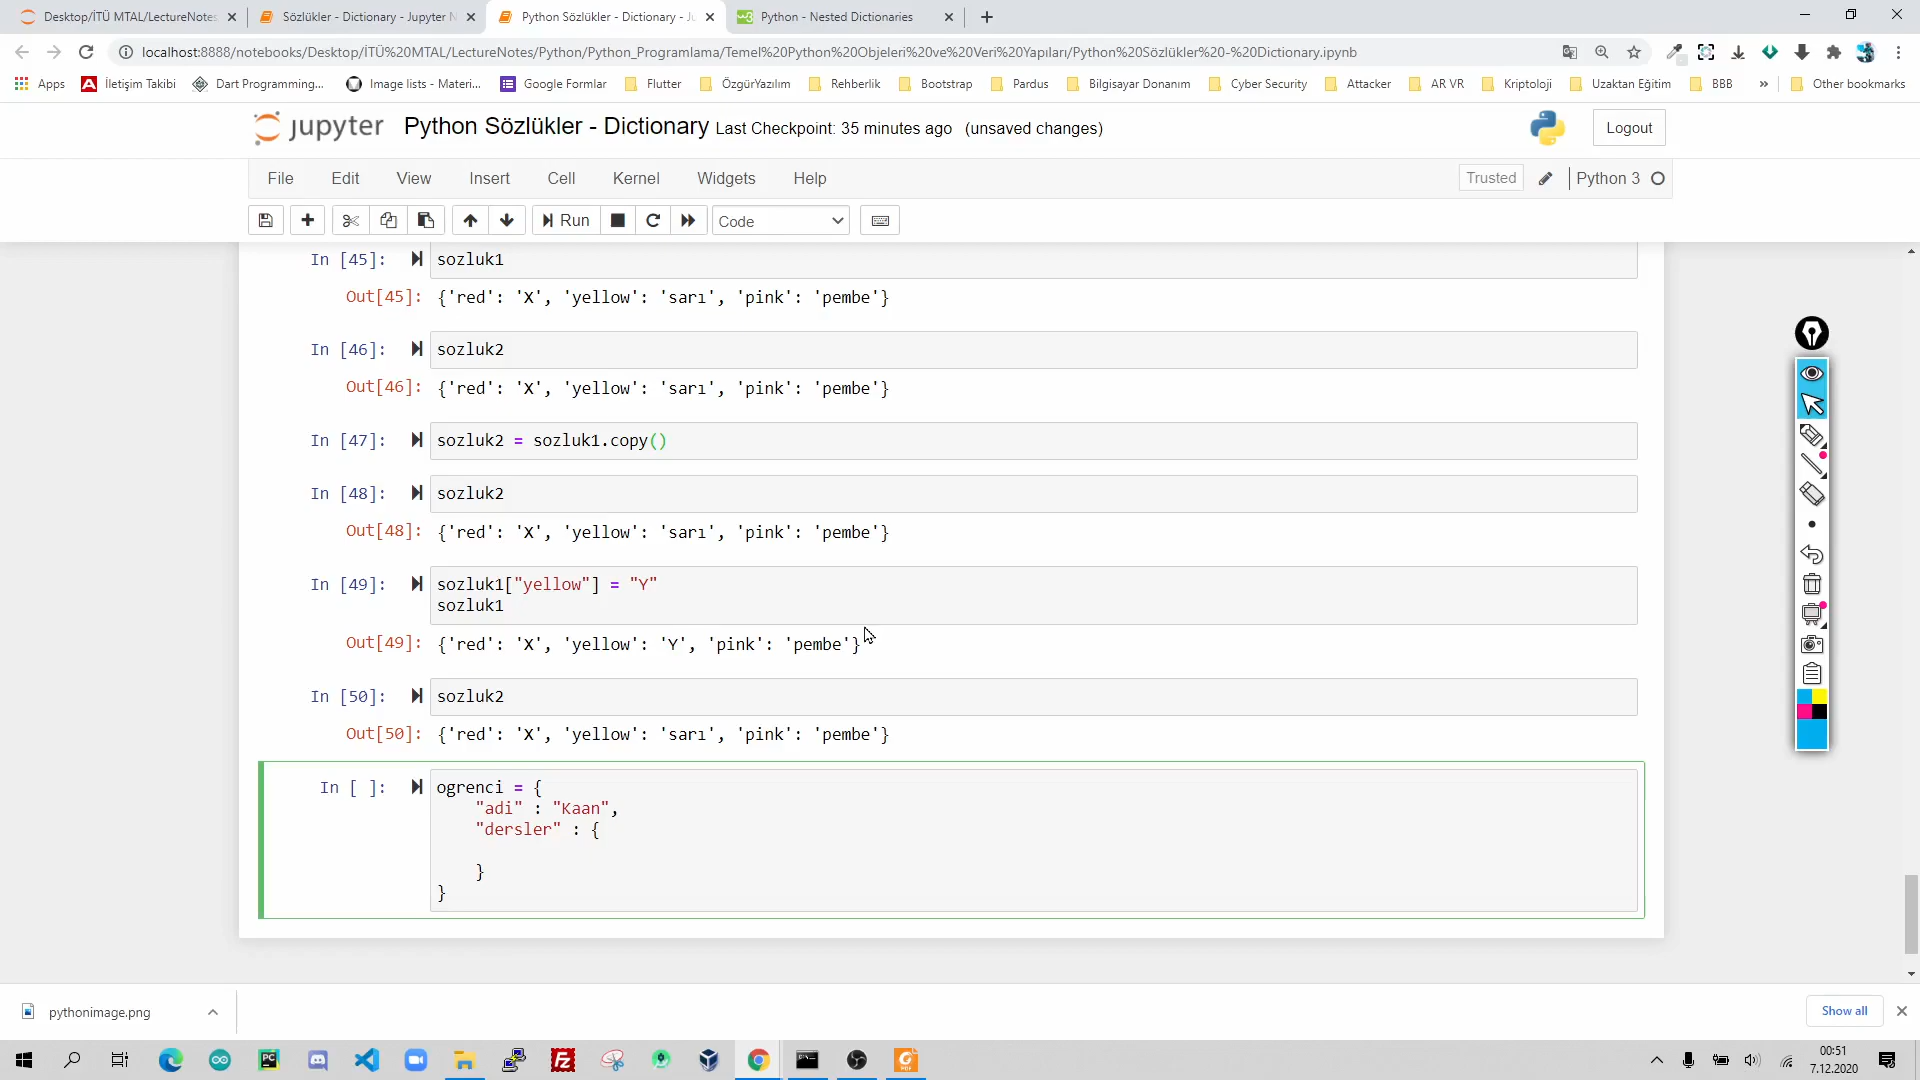 Desktop/İTÜ MTAL/LectureNotes
Sözlükler - Dictionary - Jupyter N
Python Sözlükler - Dictionary - Ju
Python - Nested Dictionaries
localhost:8888/notebooks/Desktop/İTÜ%20MTAL/LectureNotes/Python/Python_Programlama/Temel%20Python%20Objeleri%20ve%20Veri%20Yapıları/Python%20Sözlükler%20-%20Dictionary.ipynb
Apps
İletişim Takibi
Dart Programming...
Image lists - Materi...
Google Formlar
Flutter
ÖzgürYazılım
Rehberlik
Bootstrap
Pardus
Bilgisayar Donanım
Cyber Security
Attacker
AR VR
Kriptoloji
Uzaktan Eğitim
BBB
»
Other bookmarks
jupyter Python Sözlükler - Dictionary Last Checkpoint: 35 minutes ago (unsaved changes)
Logout
File Edit View Insert Cell Kernel Widgets Help
Trusted
Python 3
Run
Code
In [45]: sozluk1
Out[45]: {'red': 'X', 'yellow': 'sarı', 'pink': 'pembe'}
In [46]: sozluk2
Out[46]: {'red': 'X', 'yellow': 'sarı', 'pink': 'pembe'}
In [47]: sozluk2 = sozluk1.copy()
In [48]: sozluk2
Out[48]: {'red': 'X', 'yellow': 'sarı', 'pink': 'pembe'}
In [49]: sozluk1["yellow"] = "Y"
sozluk1
Out[49]: {'red': 'X', 'yellow': 'Y', 'pink': 'pembe'}
In [50]: sozluk2
Out[50]: {'red': 'X', 'yellow': 'sarı', 'pink': 'pembe'}
In [ ]: ogrenci = {
"adi" : "Kaan",
"dersler" : {
}
}
pythonimage.png
Show all
00:51
7.12.2020